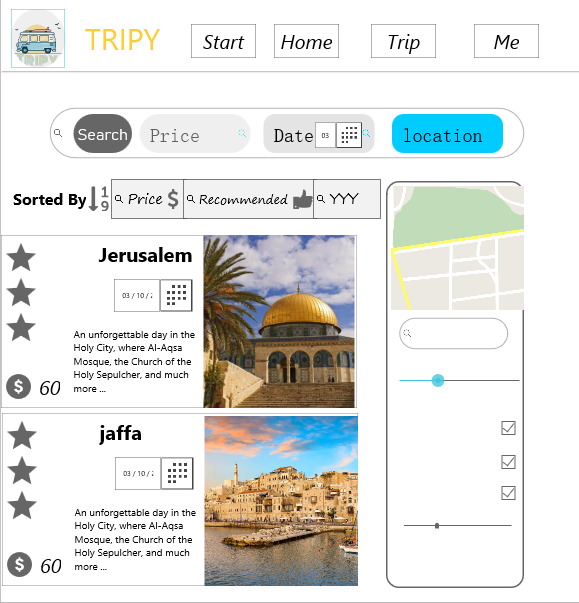 TRIPY
TRIPY
Start
Home
Trip
Me
Search
Price
Date
03
location
Sorted By
1
9
Price $
Recommended
YYY
Jerusalem
03 / 10 / 2
An unforgettable day in the
Holy City, where Al-Aqsa
Mosque, the Church of the
Holy Sepulcher, and much
more ...
$ 60
jaffa
03 / 10 / 2
An unforgettable day in the
Holy City, where Al-Aqsa
Mosque, the Church of the
Holy Sepulcher, and much
more ...
$ 60